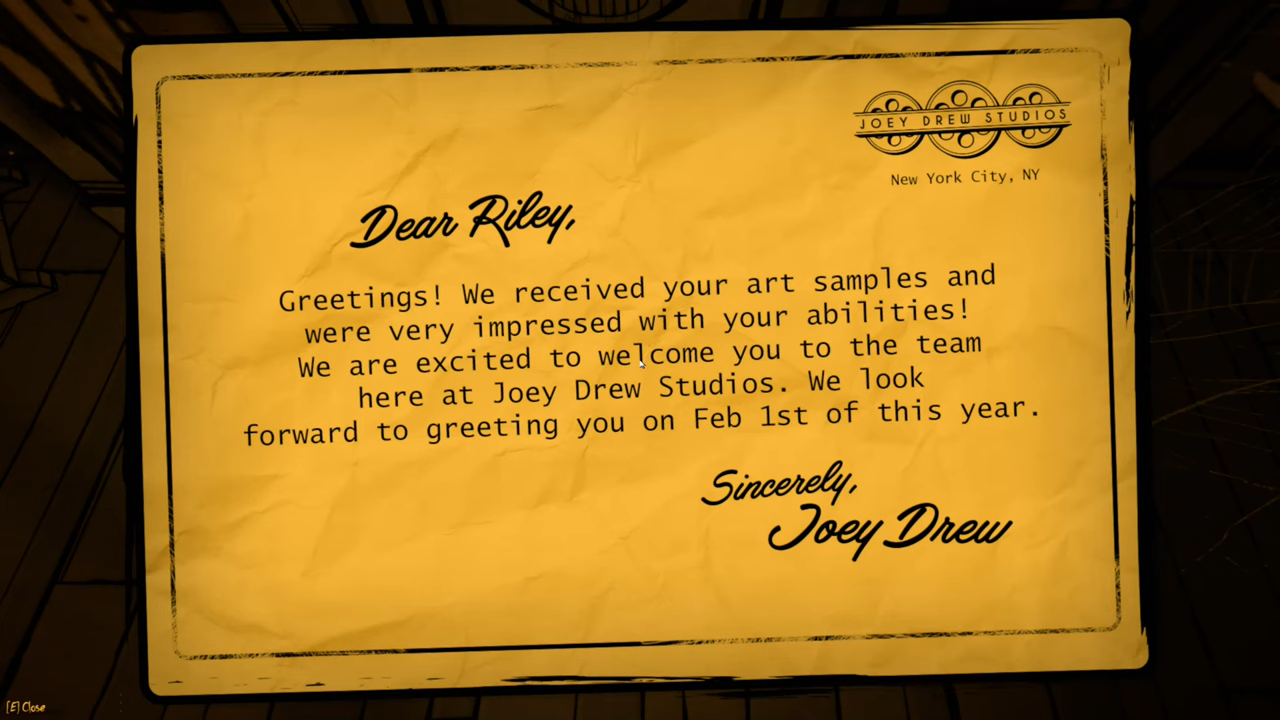 JOEY DREW STUDIOS
New York City, NY
Dear Riley,
Greetings! We received your art samples and
were very impressed with your abilities!
We are excited to welcome you to the team
here at Joey Drew Studios. We look
forward to greeting you on Feb 1st of this year.
Sincerely,
Joey Drew
[E] Close